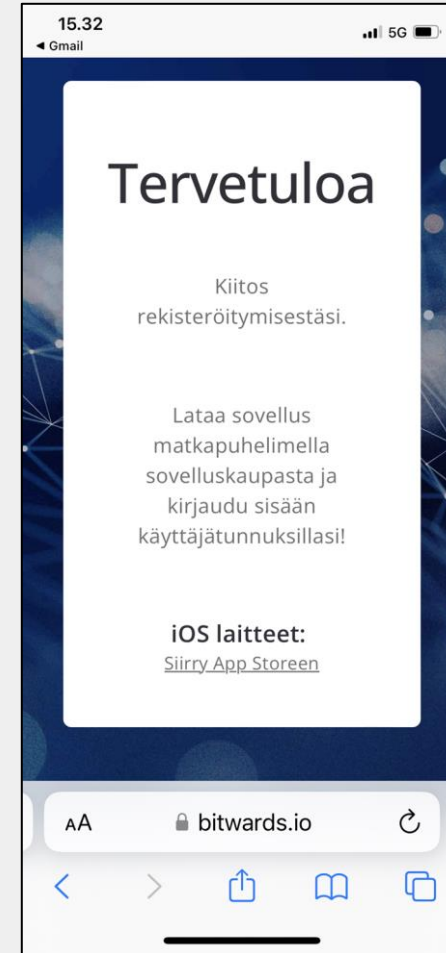 15.32
◀ Gmail
5G
Tervetuloa
Kiitos
rekisteröitymisestäsi.
Lataa sovellus
matkapuhelimella
sovelluskaupasta ja
kirjaudu sisään
käyttäjätunnuksillasi!
iOS laitteet:
Siirry App Storeen
AA
bitwards.io